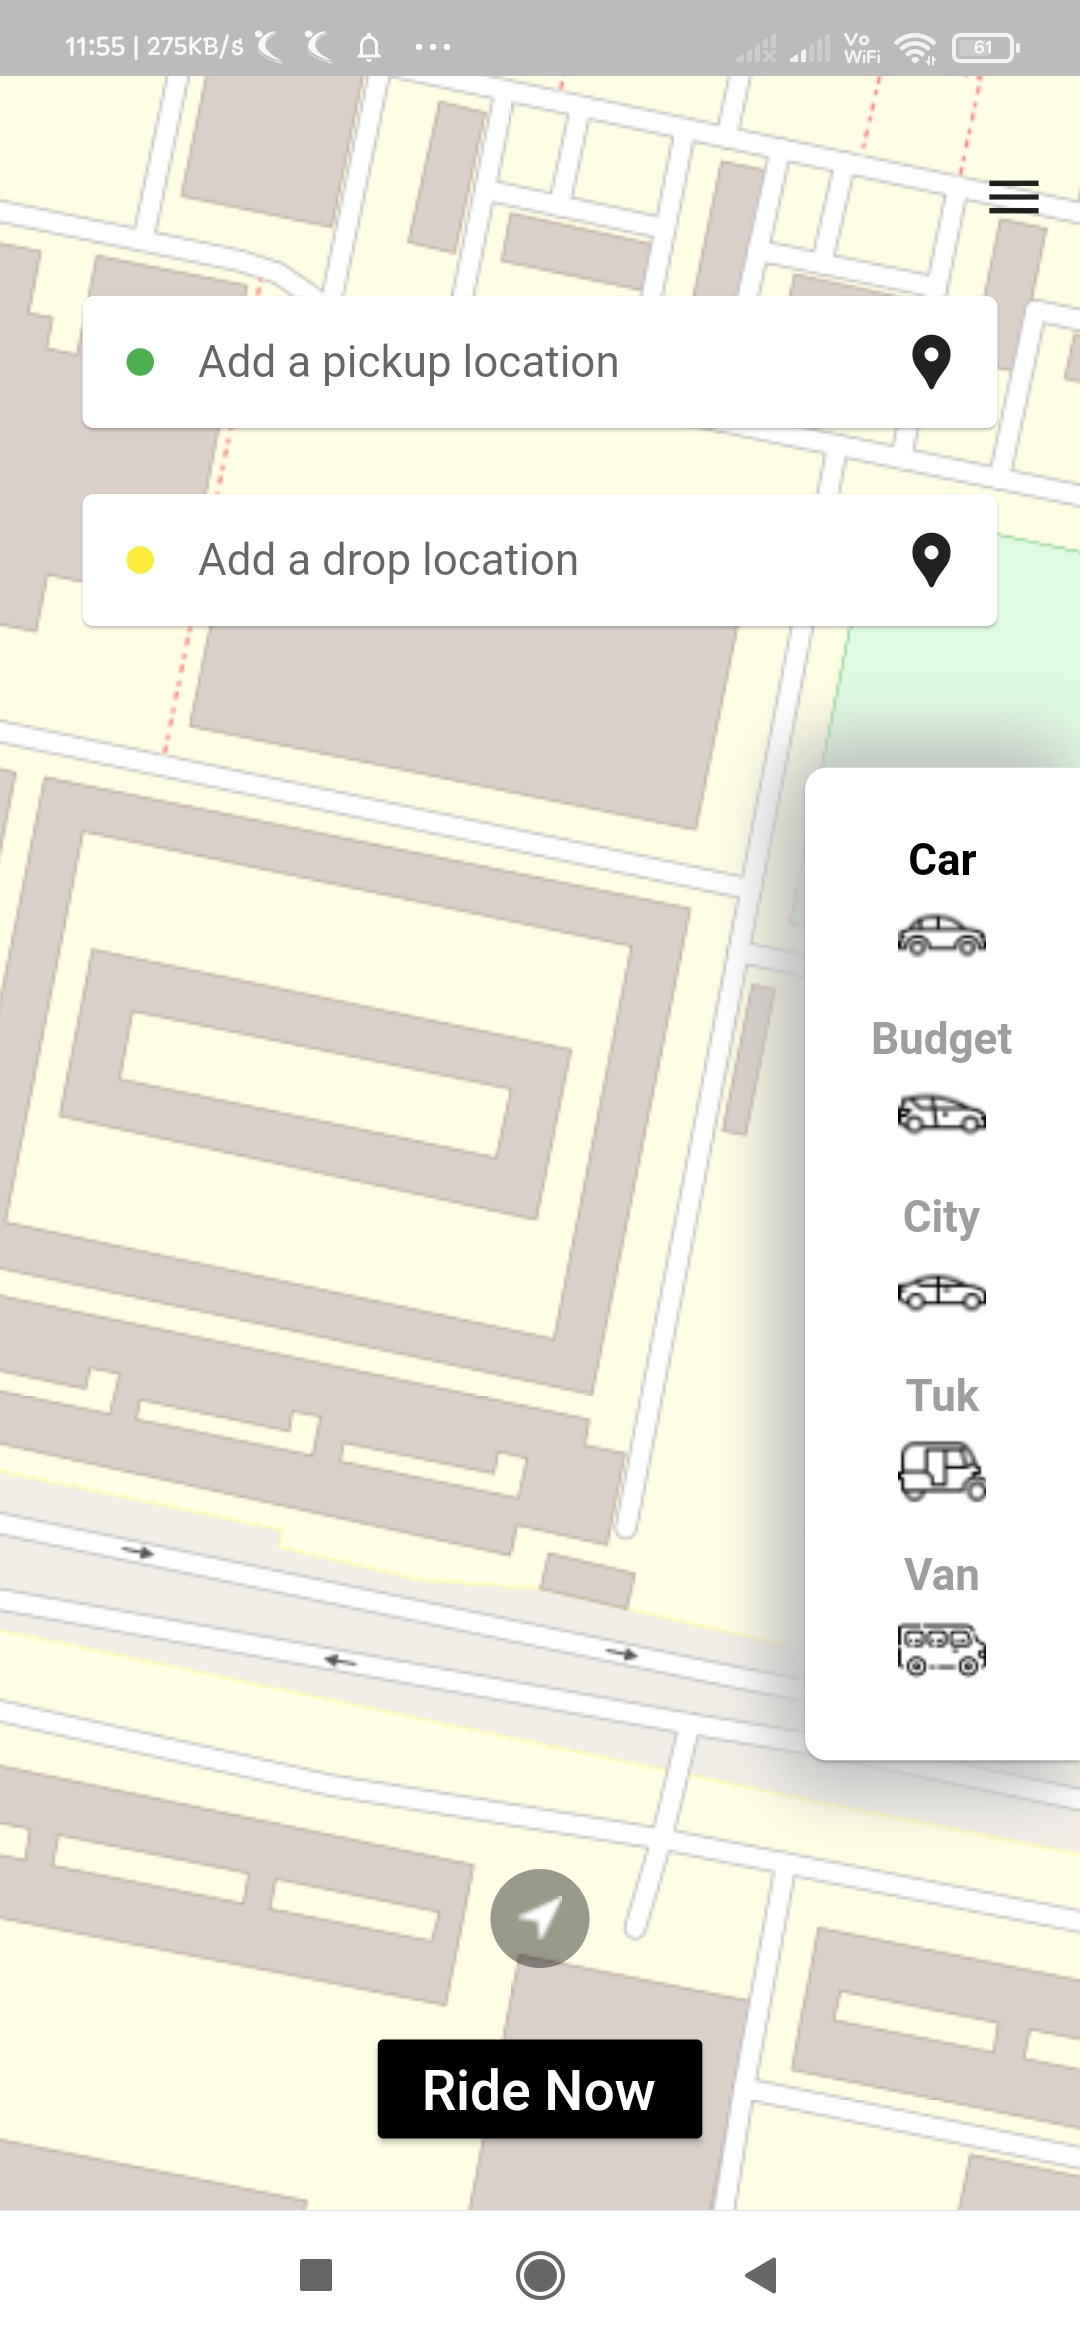 11:55 | 275KB/s
Vo
WiFi
61
Add a pickup location
Add a drop location
Car
Budget
City
Tuk
Van
Ride Now